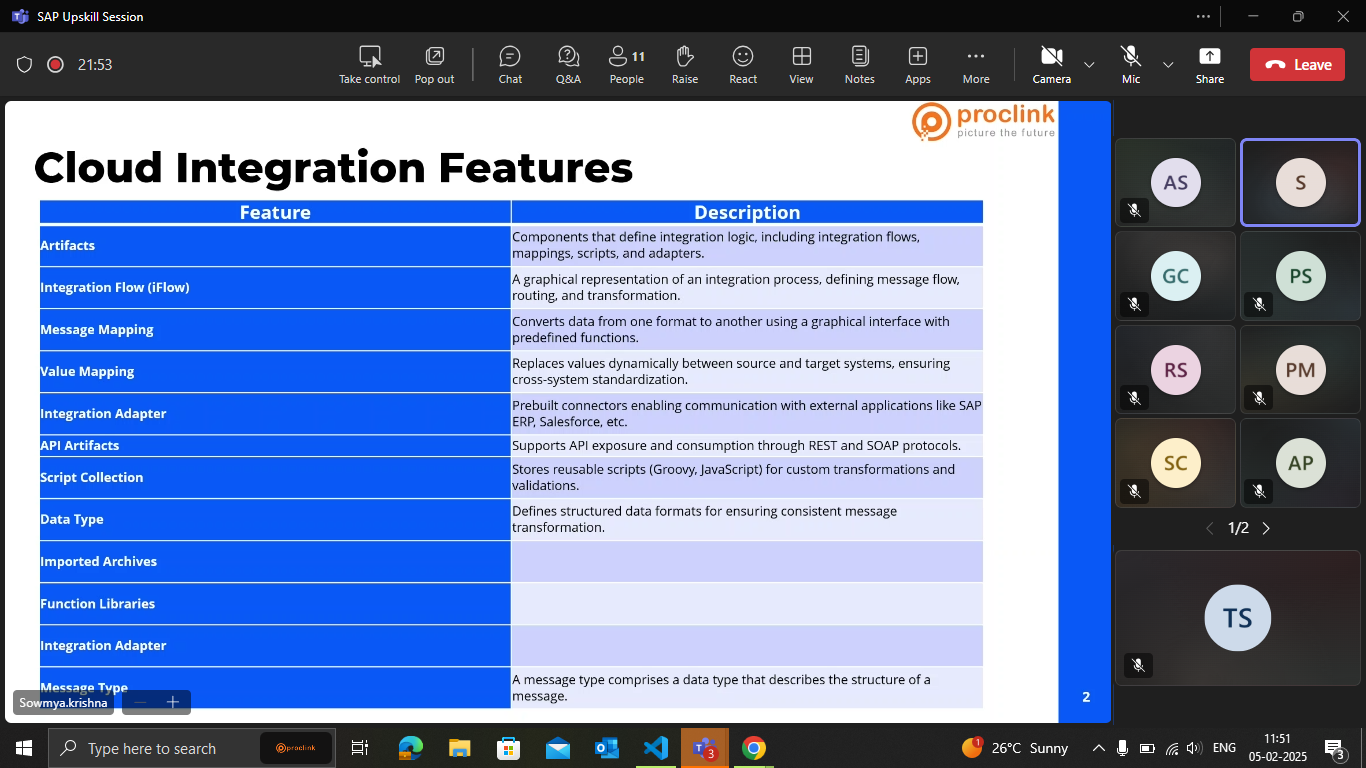 SAP Upskill Session
21:53
Take control
Pop out
Chat
Q&A
11
People
Raise
React
View
Notes
Apps
More
Camera
Mic
Share
Leave
proclink
picture the future
Cloud Integration Features
Feature
Description
Artifacts
Components that define integration logic, including integration flows,
mappings, scripts, and adapters.
Integration Flow (iFlow)
A graphical representation of an integration process, defining message flow,
routing, and transformation.
Message Mapping
Converts data from one format to another using a graphical interface with
predefined functions.
Value Mapping
Replaces values dynamically between source and target systems, ensuring
cross-system standardization.
Integration Adapter
Prebuilt connectors enabling communication with external applications like SAP
ERP, Salesforce, etc.
API Artifacts
Supports API exposure and consumption through REST and SOAP protocols.
Script Collection
Stores reusable scripts (Groovy, JavaScript) for custom transformations and
validations.
Data Type
Defines structured data formats for ensuring consistent message
transformation.
Imported Archives
Function Libraries
Integration Adapter
Message Type
A message type comprises a data type that describes the structure of a
message.
Sowmya.krishna
2
AS
S
GC
PS
RS
PM
SC
AP
1/2
TS
Type here to search
proclink
3
1
26°C Sunny
ENG
11:51
05-02-2025
3